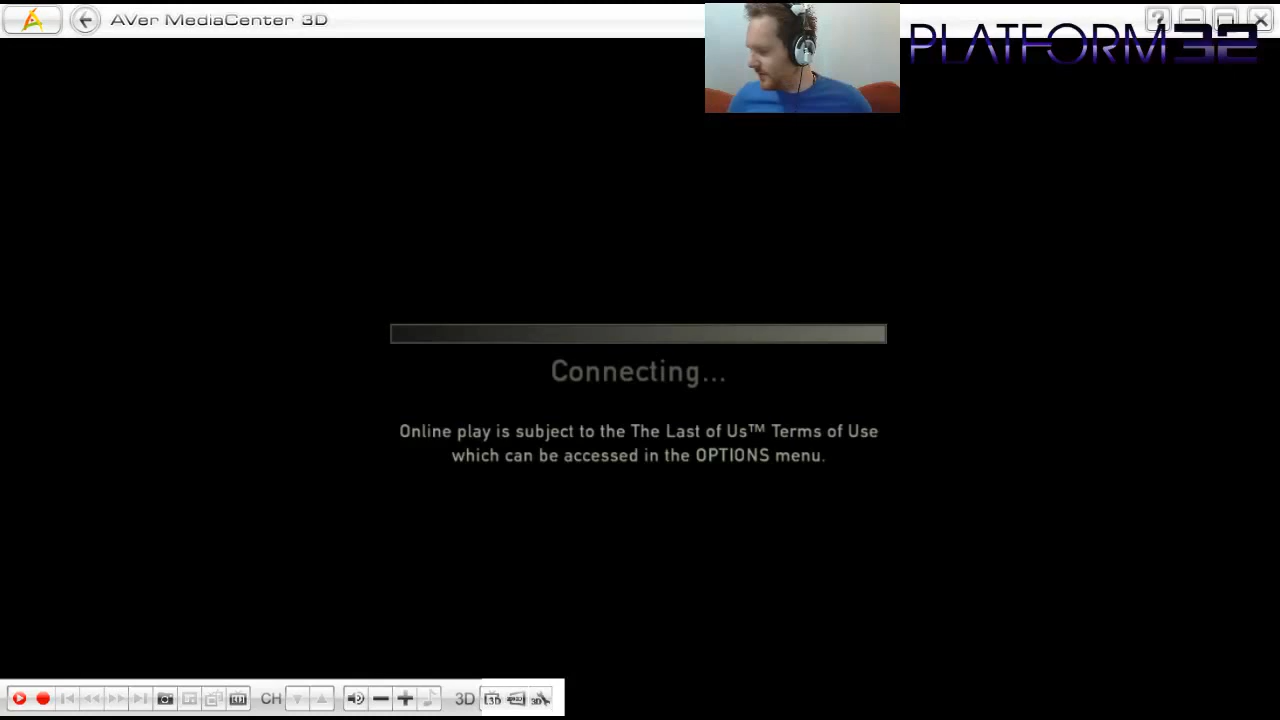 AVer MediaCenter 3D
PLATFORM32
Connecting...
Online play is subject to the The Last of Us™ Terms of Use
which can be accessed in the OPTIONS menu.
CH
3D